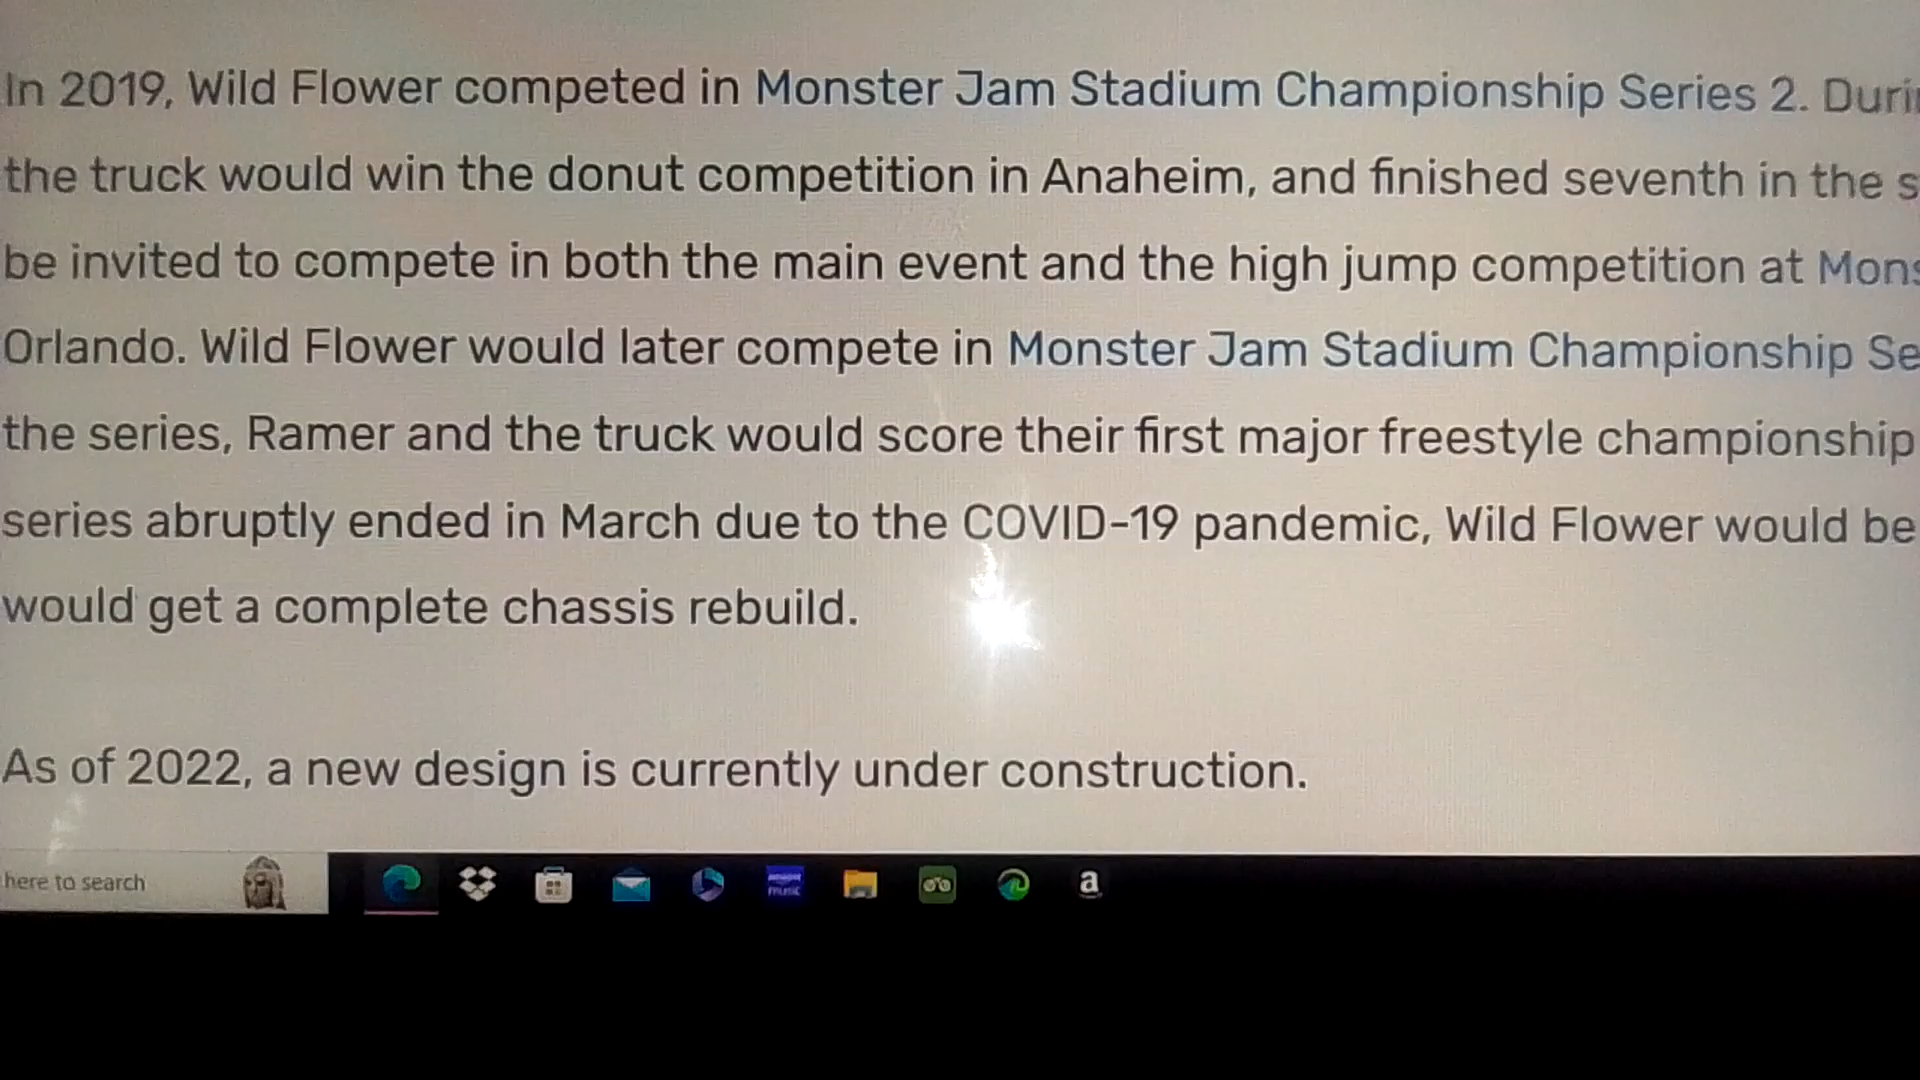 In 2019, Wild Flower competed in Monster Jam Stadium Championship Series 2. Duri
the truck would win the donut competition in Anaheim, and finished seventh in the s
be invited to compete in both the main event and the high jump competition at Mons
Orlando. Wild Flower would later compete in Monster Jam Stadium Championship Se
the series, Ramer and the truck would score their first major freestyle championship
series abruptly ended in March due to the COVID-19 pandemic, Wild Flower would be
would get a complete chassis rebuild.
As of 2022, a new design is currently under construction.
here to search
amazon music
a